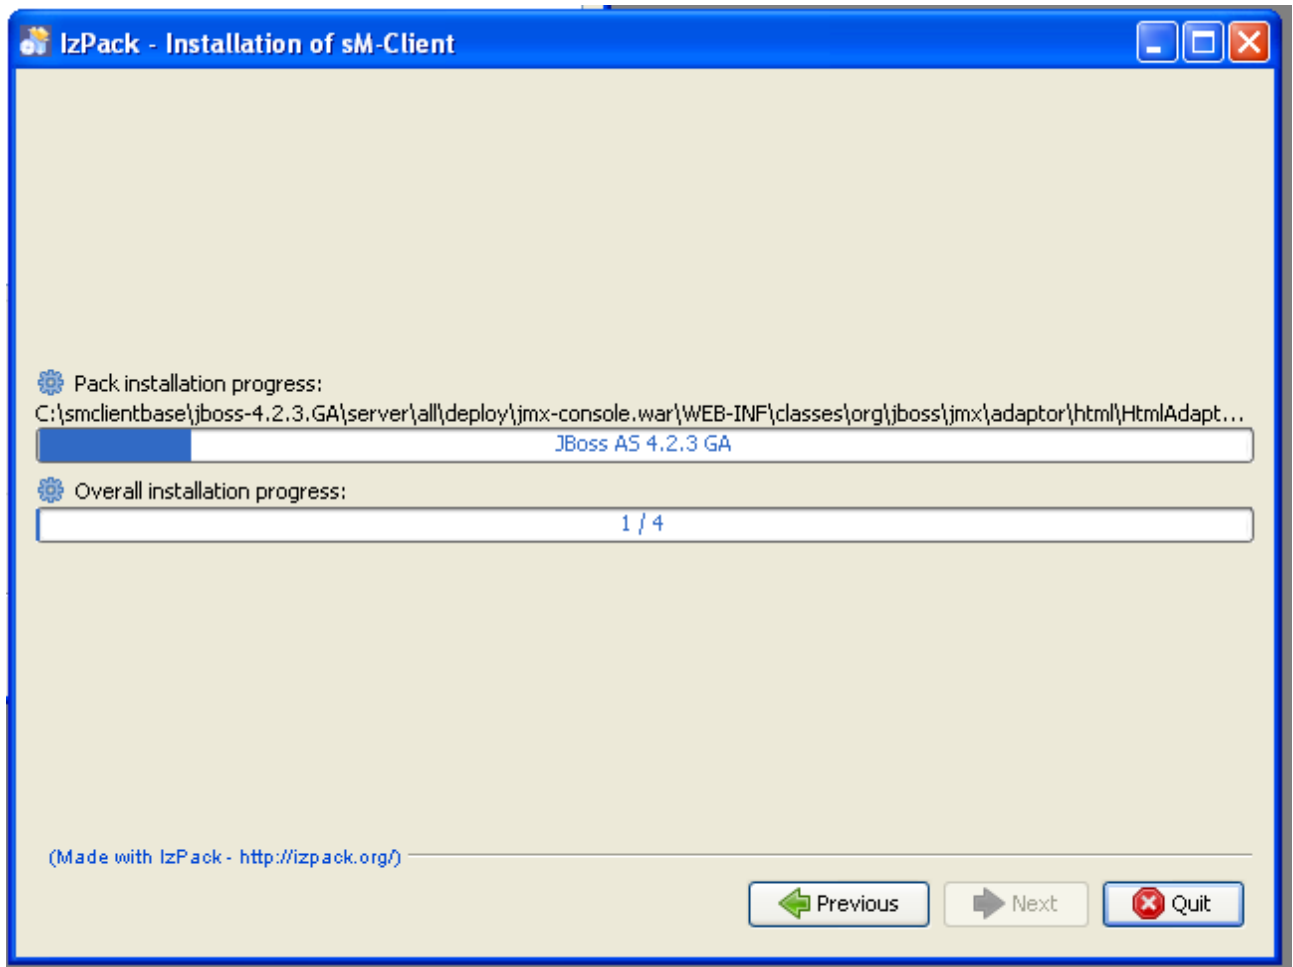 IzPack - Installation of sM-Client
Pack installation progress:
C:\smclientbase\jboss-4.2.3.GA\server\all\deploy\jmx-console.war\WEB-INF\classes\org\jboss\jmx\adaptor\html\HtmlAdapt...
JBoss AS 4.2.3 GA
Overall installation progress:
1 / 4
(Made with IzPack - http://izpack.org/)
Previous
Next
Quit